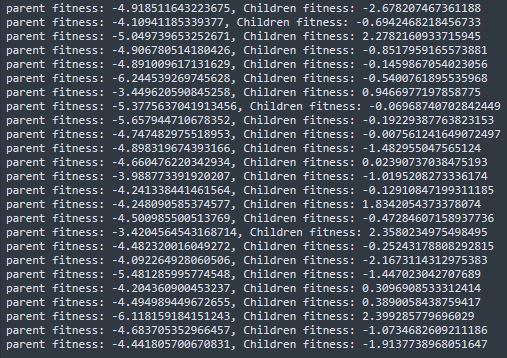 parent fitness: -4.918511643223675, Children fitness: -2.678207467361188
parent fitness: -4.10941185339377, Children fitness: -0.6942468218456733
parent fitness: -5.049739653252671, Children fitness: 2.2782160933715945
parent fitness: -4.906780514180426, Children fitness: -0.8517959165573881
parent fitness: -4.891009617131629, Children fitness: -0.1459867054023056
parent fitness: -6.244539269745628, Children fitness: -0.5400761895535968
parent fitness: -3.449620590845258, Children fitness: 0.9466977197858775
parent fitness: -5.3775637041913456, Children fitness: -0.06968740702842449
parent fitness: -5.657944710678352, Children fitness: -0.19229387763823153
parent fitness: -4.747482975518953, Children fitness: -0.007561241649072497
parent fitness: -4.898319674393166, Children fitness: -1.482955047565124
parent fitness: -4.660476220342934, Children fitness: 0.02390737038475193
parent fitness: -3.988773391920207, Children fitness: -1.0195208273336174
parent fitness: -4.241338441461564, Children fitness: -0.12910847199311185
parent fitness: -4.248090585374577, Children fitness: 1.8342054373378074
parent fitness: -4.500985500513769, Children fitness: -0.47284607158937736
parent fitness: -3.4204564543168714, Children fitness: 2.3580234975498495
parent fitness: -4.482320016049272, Children fitness: -0.25243178808292815
parent fitness: -4.092264928060506, Children fitness: -2.1673114312975383
parent fitness: -5.481285995774548, Children fitness: -1.447023042707689
parent fitness: -4.204360900453237, Children fitness: 0.3096908533312414
parent fitness: -4.494989449672655, Children fitness: 0.3890058438759417
parent fitness: -6.118159184151243, Children fitness: 2.399285779696029
parent fitness: -4.683705352966457, Children fitness: -1.0734682609211186
parent fitness: -4.441805700670831, Children fitness: -1.9137738968051647